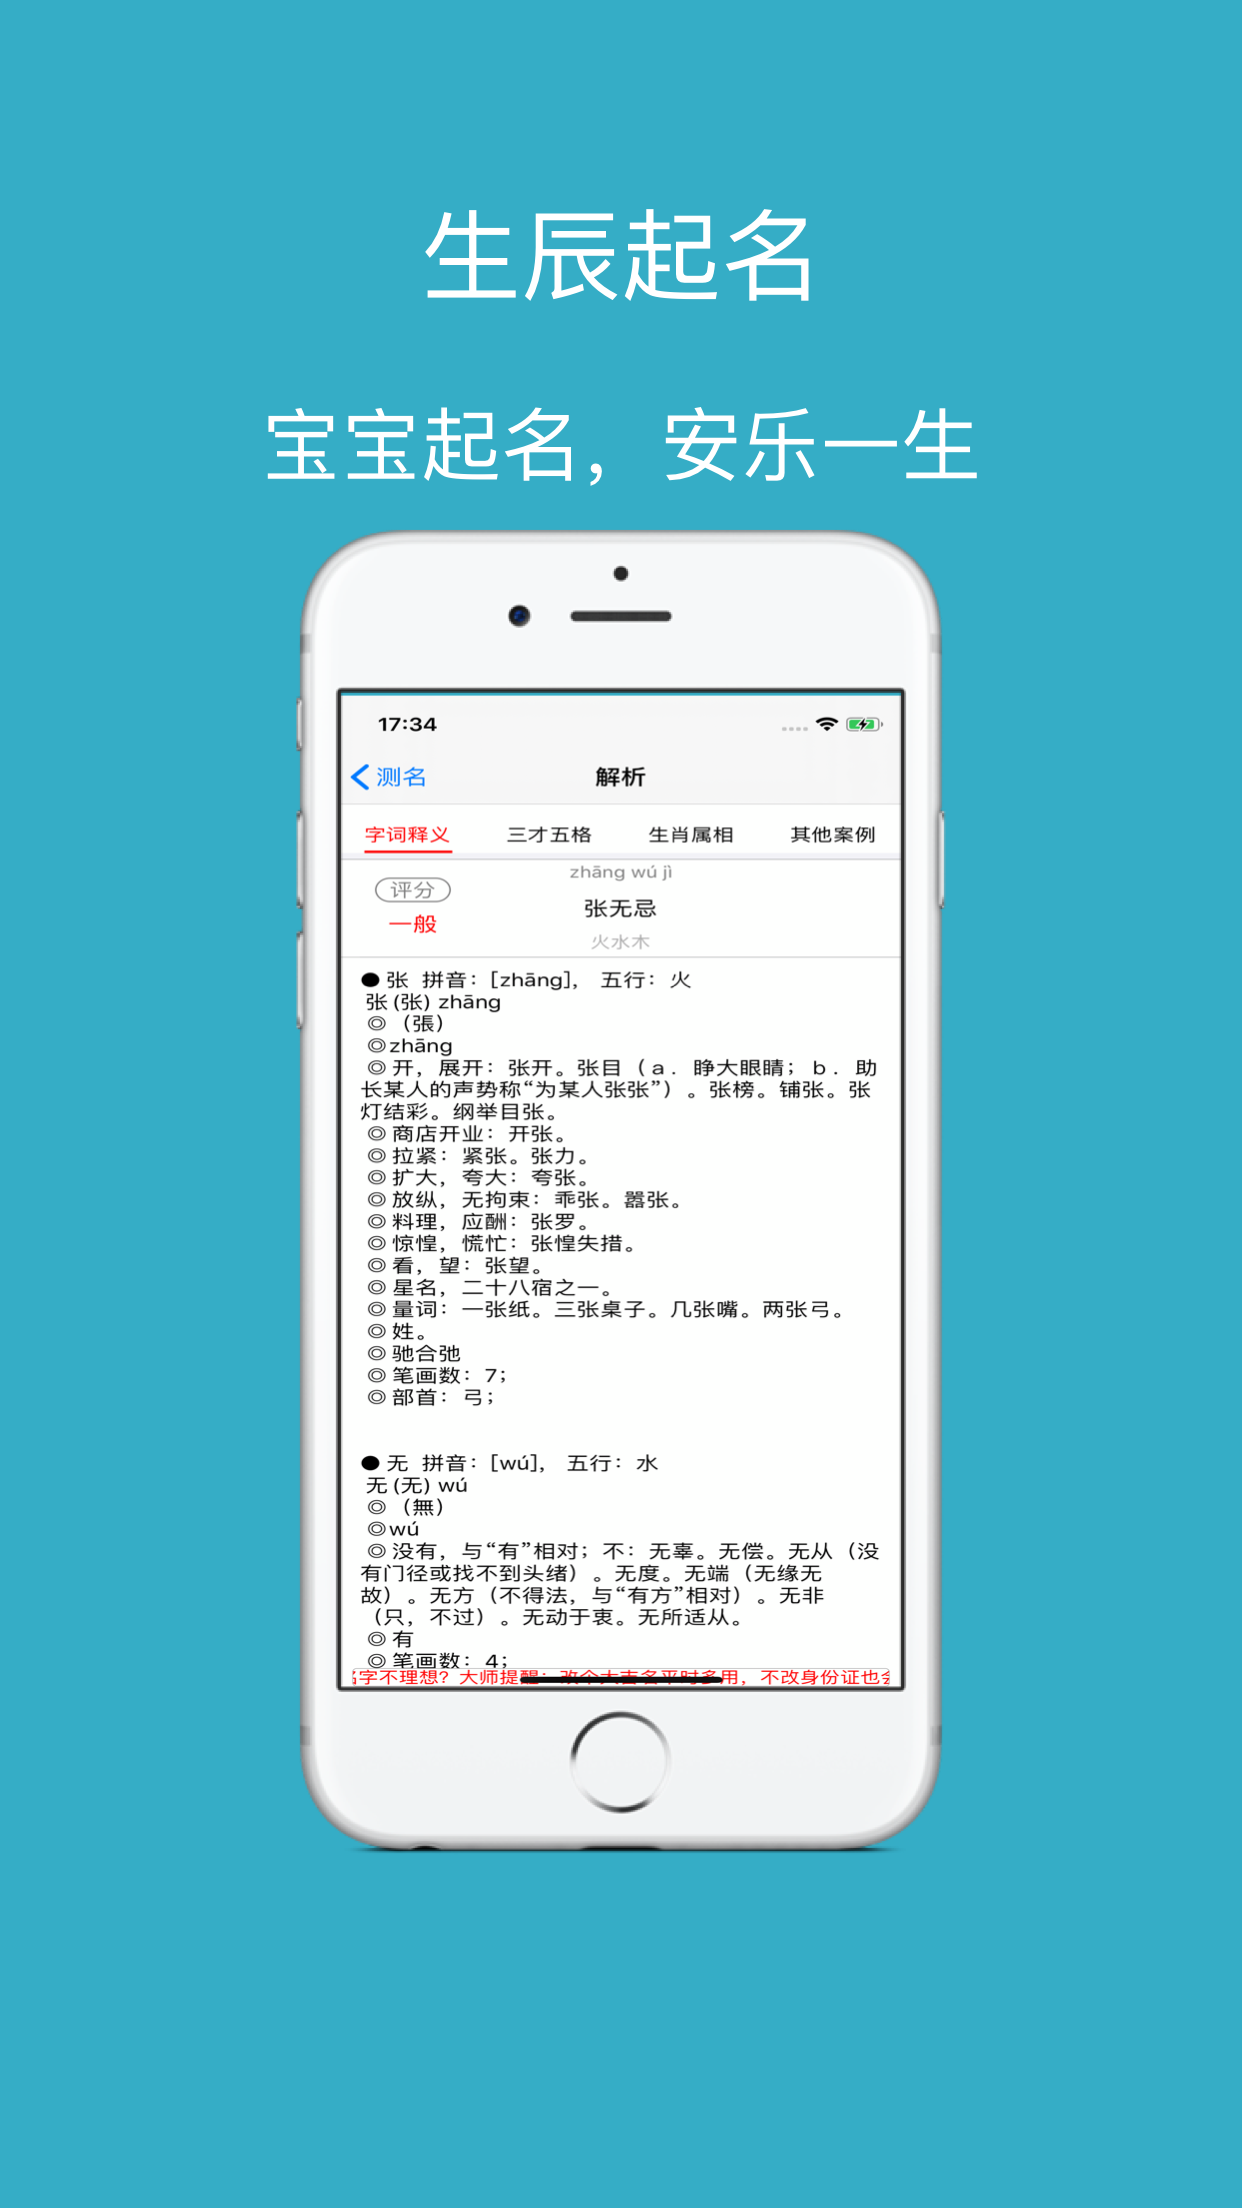 生辰起名
宝宝起名，安乐一生
17:34
测名
解析
字词释义 三才五格 生肖属相 其他案例
zhāng wú jì
评分
张无忌
一般
火水木
● 张 拼音：[zhāng]， 五行：火
张 (张) zhāng
◎ （張）
◎zhāng
◎ 开，展开：张开。张目（a．睁大眼睛；b．助
长某人的声势称“为某人张张”）。张榜。铺张。张
灯结彩。纲举目张。
◎ 商店开业：开张。
◎ 拉紧：紧张。张力。
◎ 扩大，夸大：夸张。
◎ 放纵，无拘束：乖张。嚣张。
◎ 料理，应酬：张罗。
◎ 惊惶，慌忙：张惶失措。
◎ 看，望：张望。
◎ 星名，二十八宿之一。
◎ 量词：一张纸。三张桌子。几张嘴。两张弓。
◎ 姓。
◎ 驰合弛
◎ 笔画数：7；
◎ 部首：弓；
● 无 拼音：[wú]， 五行：水
无 (无) wú
◎ （無）
◎wú
◎ 没有，与“有”相对；不：无辜。无偿。无从（没
有门径或找不到头绪）。无度。无端（无缘无
故）。无方（不得法，与“有方”相对）。无非
（只，不过）。无动于衷。无所适从。
◎ 有
◎ 笔画数：4；
名字不理想？大师提醒：改个大吉名平时多用，不改身份证也会